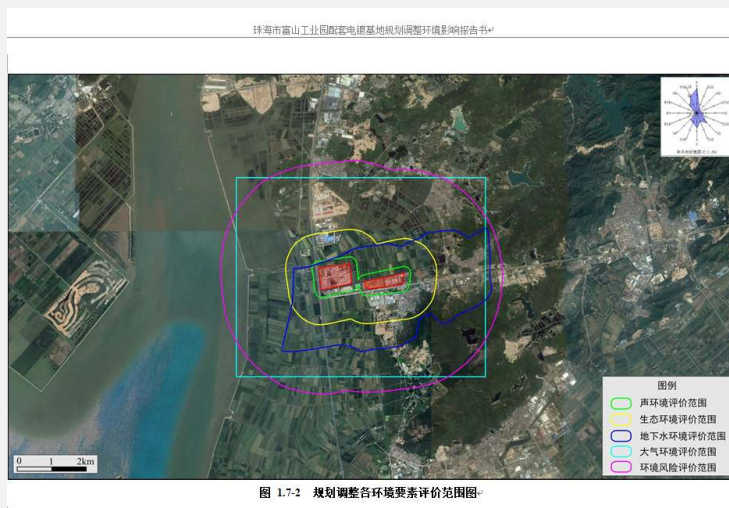 珠海市富山工业园配套电镀基地规划调整环境影响报告书
图例
声环境评价范围
生态环境评价范围
地下水环境评价范围
大气环境评价范围
环境风险评价范围
0 1 2km
图 1.7-2 规划调整各环境要素评价范围图